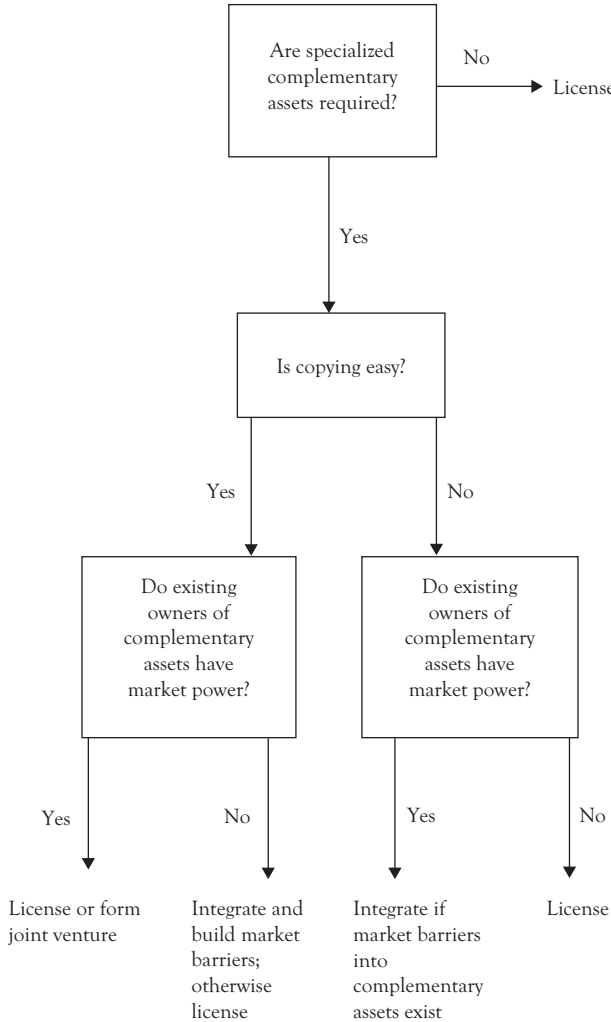 Are specialized
complementary
assets required?
No
License
Yes
Is copying easy?
Yes
No
Do existing
owners of
complementary
assets have
market power?
Do existing
owners of
complementary
assets have
market power?
Yes
No
Yes
No
License or form
joint venture
Integrate and
build market
barriers;
otherwise
license
Integrate if
market barriers
into
complementary
assets exist
License